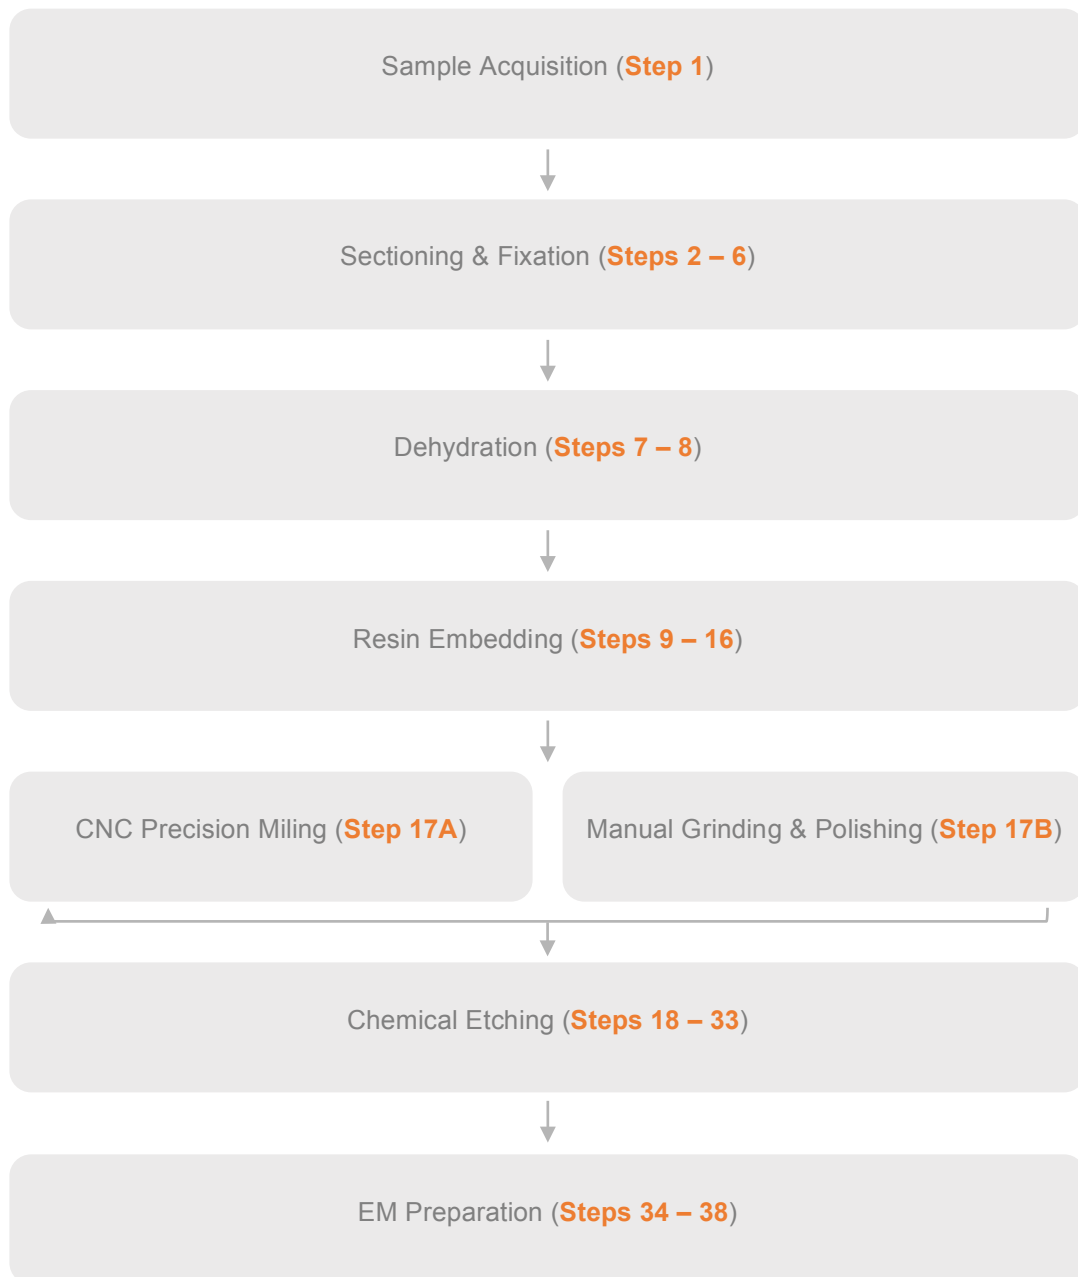 Sample Acquisition (Step 1)
Sectioning & Fixation (Steps 2 – 6)
Dehydration (Steps 7 – 8)
Resin Embedding (Steps 9 – 16)
CNC Precision Miling (Step 17A)
Manual Grinding & Polishing (Step 17B)
Chemical Etching (Steps 18 – 33)
EM Preparation (Steps 34 – 38)